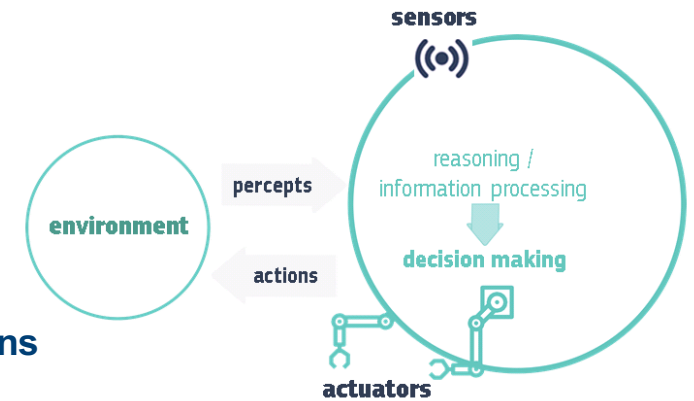 sensors
reasoning /
information processing
percepts
environment
decision making
actions
ns
actuators